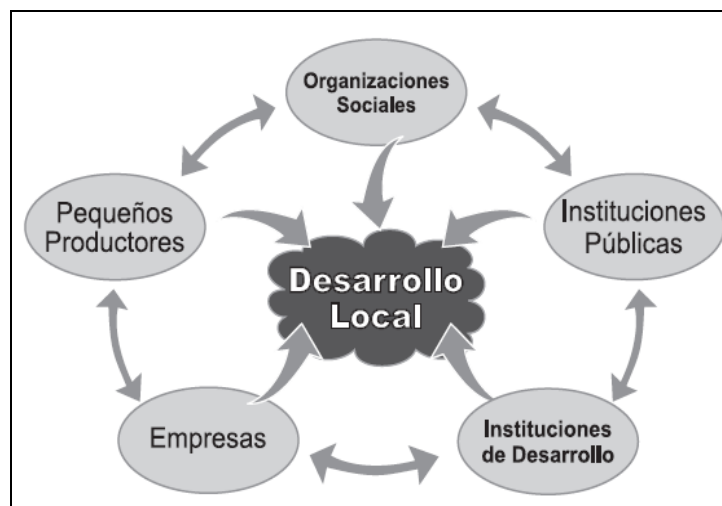 Organizaciones
Sociales
Pequeños
Productores
Instituciones
Públicas
Desarrollo
Local
Empresas
Instituciones
de Desarrollo